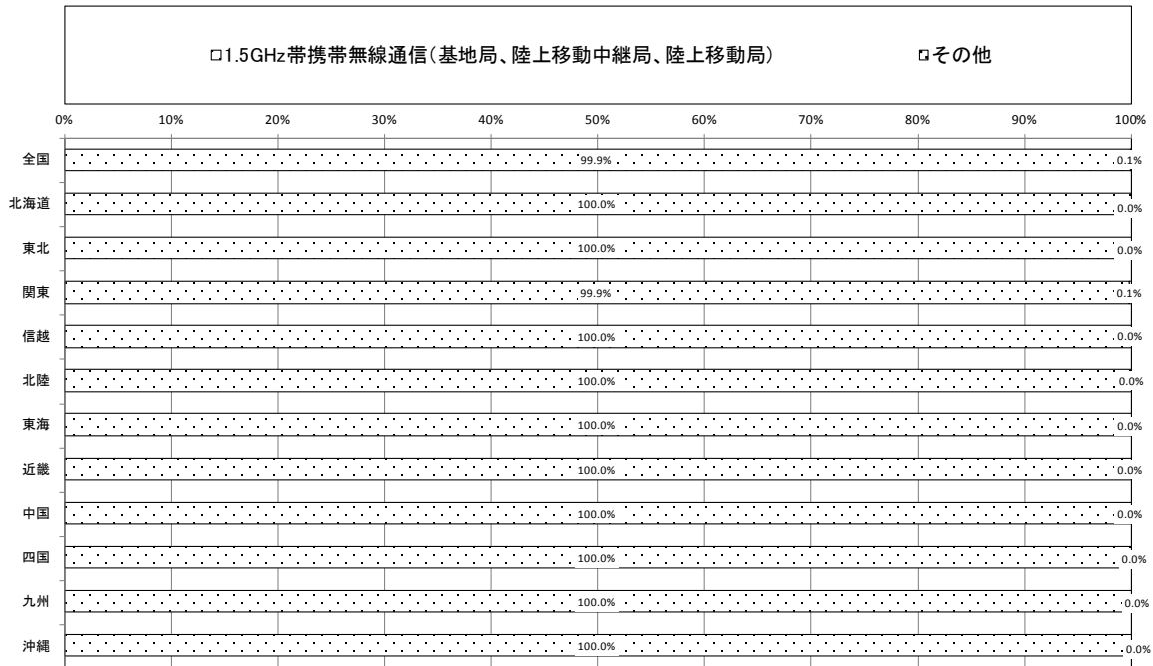 1.5GHz帯携帯無線通信(基地局、陸上移動中継局、陸上移動局) その他
0% 10% 20% 30% 40% 50% 60% 70% 80% 90% 100%
全国 99.9% 0.1%
北海道 100.0% 0.0%
東北 100.0% 0.0%
関東 99.9% 0.1%
信越 100.0% 0.0%
北陸 100.0% 0.0%
東海 100.0% 0.0%
近畿 100.0% 0.0%
中国 100.0% 0.0%
四国 100.0% 0.0%
九州 100.0% 0.0%
沖縄 100.0% 0.0%